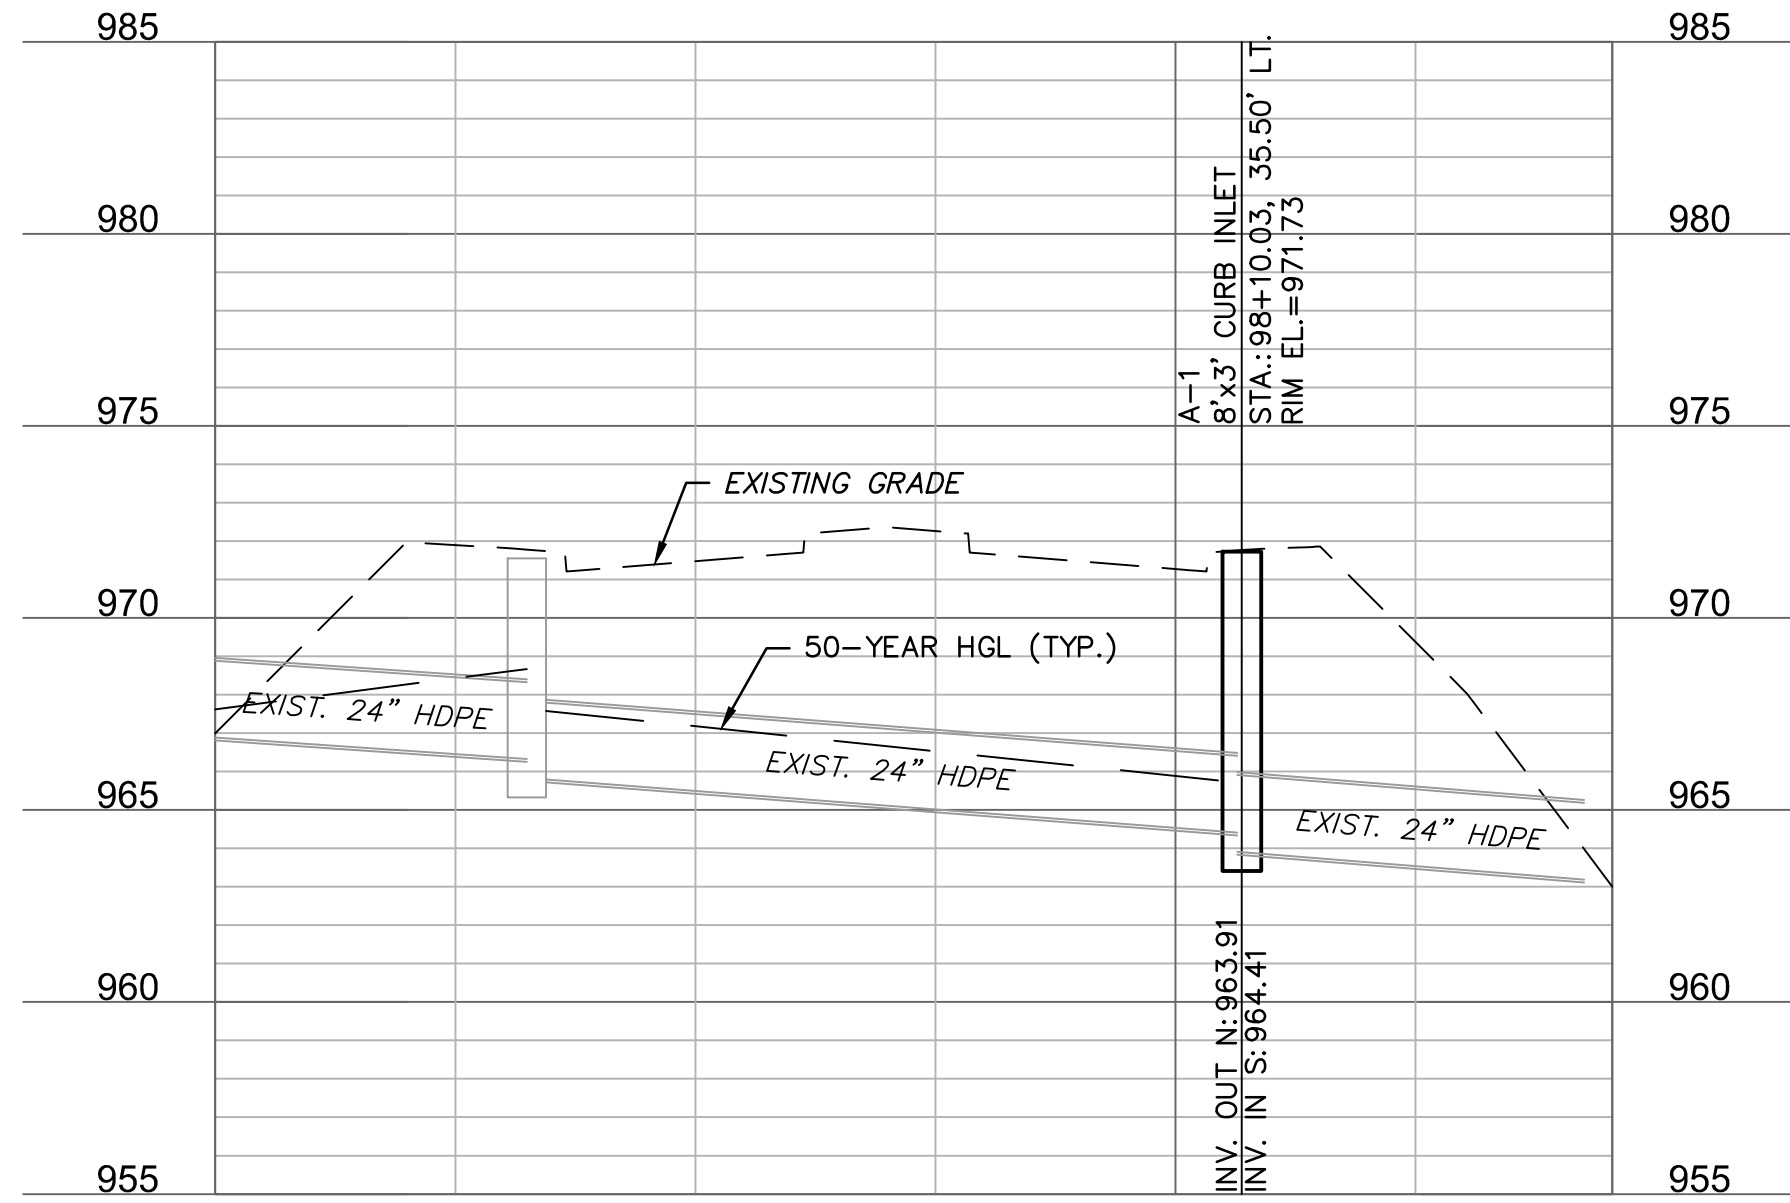 985
985
980
980
975
975
970
970
965
965
960
960
955
955
A-1
8'x3' CURB INLET
STA.:98+10.03, 35.50' LT.
RIM EL.=971.73
EXISTING GRADE
50-YEAR HGL (TYP.)
EXIST. 24" HDPE
EXIST. 24" HDPE
EXIST. 24" HDPE
INV. OUT N:963.91
INV. IN S:964.41